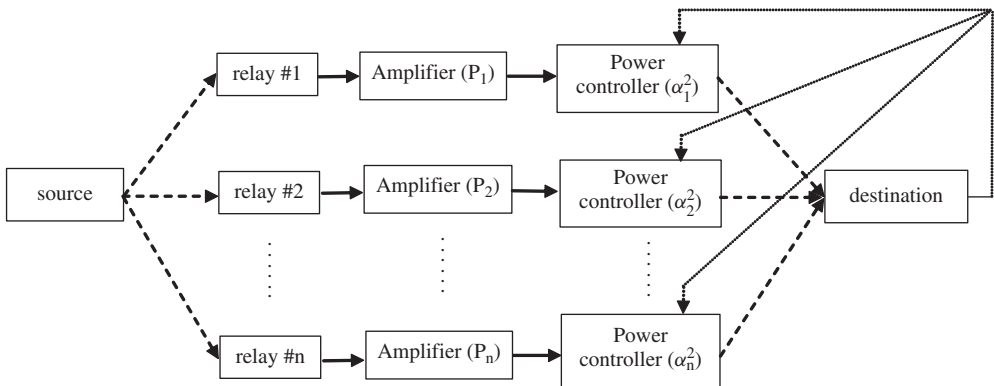 relay #1
Amplifier (P₁)
Power
controller (α₁²)
source
relay #2
Amplifier (P₂)
Power
controller (α₂²)
destination
relay #n
Amplifier (Pₙ)
Power
controller (αₙ²)